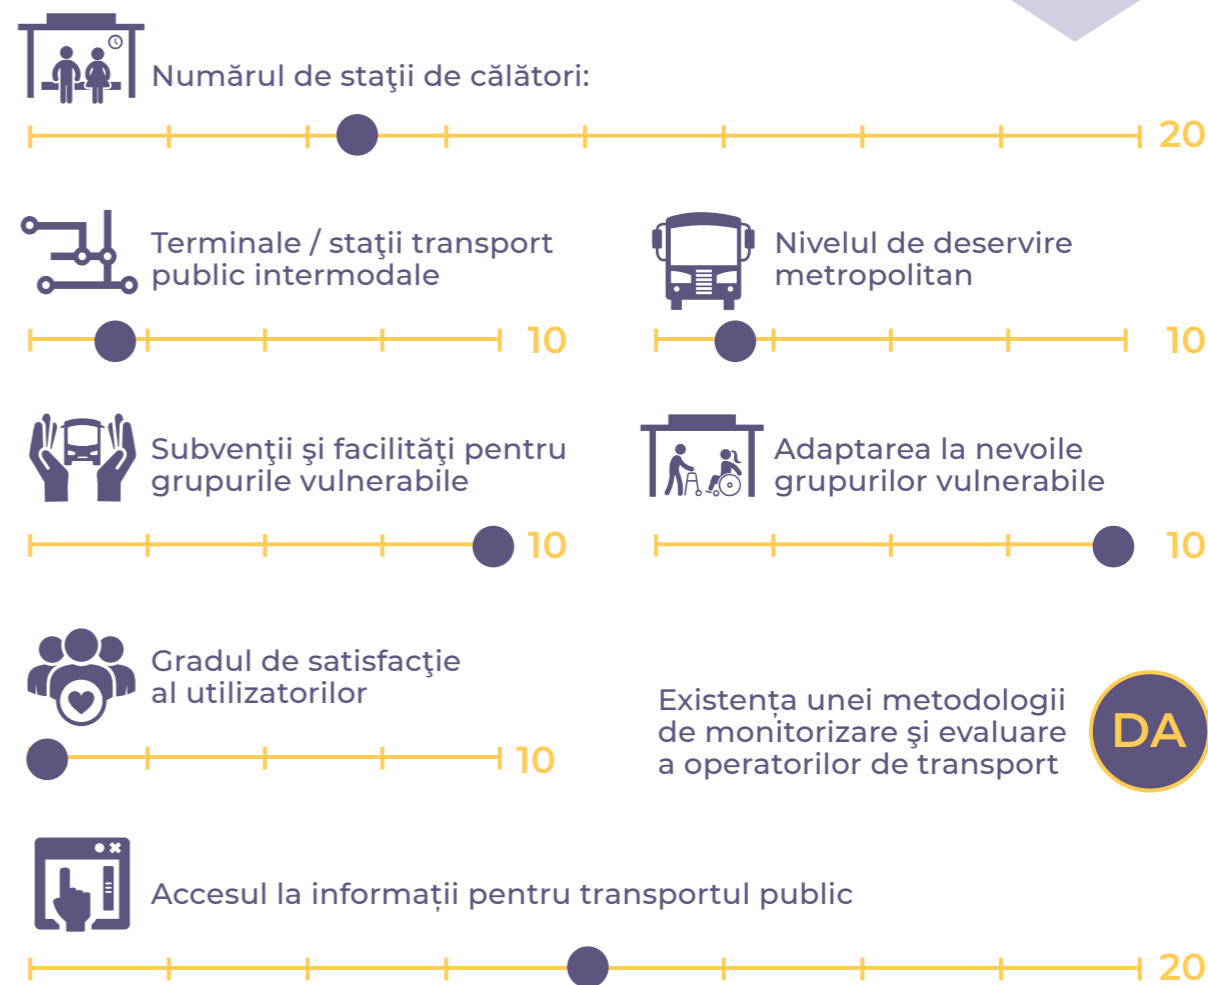 Numărul de staţii de călători:
20
Terminale / staţii transport
public intermodale
10
Nivelul de deservire
metropolitan
10
Subvenţii şi facilităţi pentru
grupurile vulnerabile
10
Adaptarea la nevoile
grupurilor vulnerabile
10
Gradul de satisfacţie
al utilizatorilor
10
Existența unei metodologii
de monitorizare şi evaluare
a operatorilor de transport
DA
Accesul la informații pentru transportul public
20